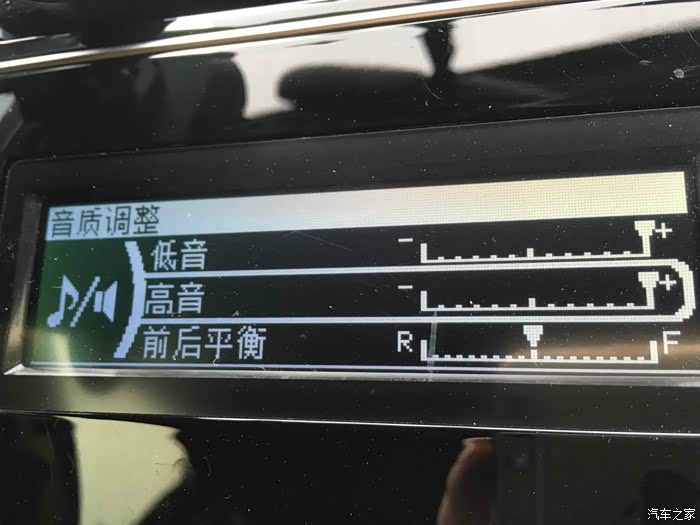 音质调整
低音 - +
高音 - +
前后平衡 R F
汽车之家